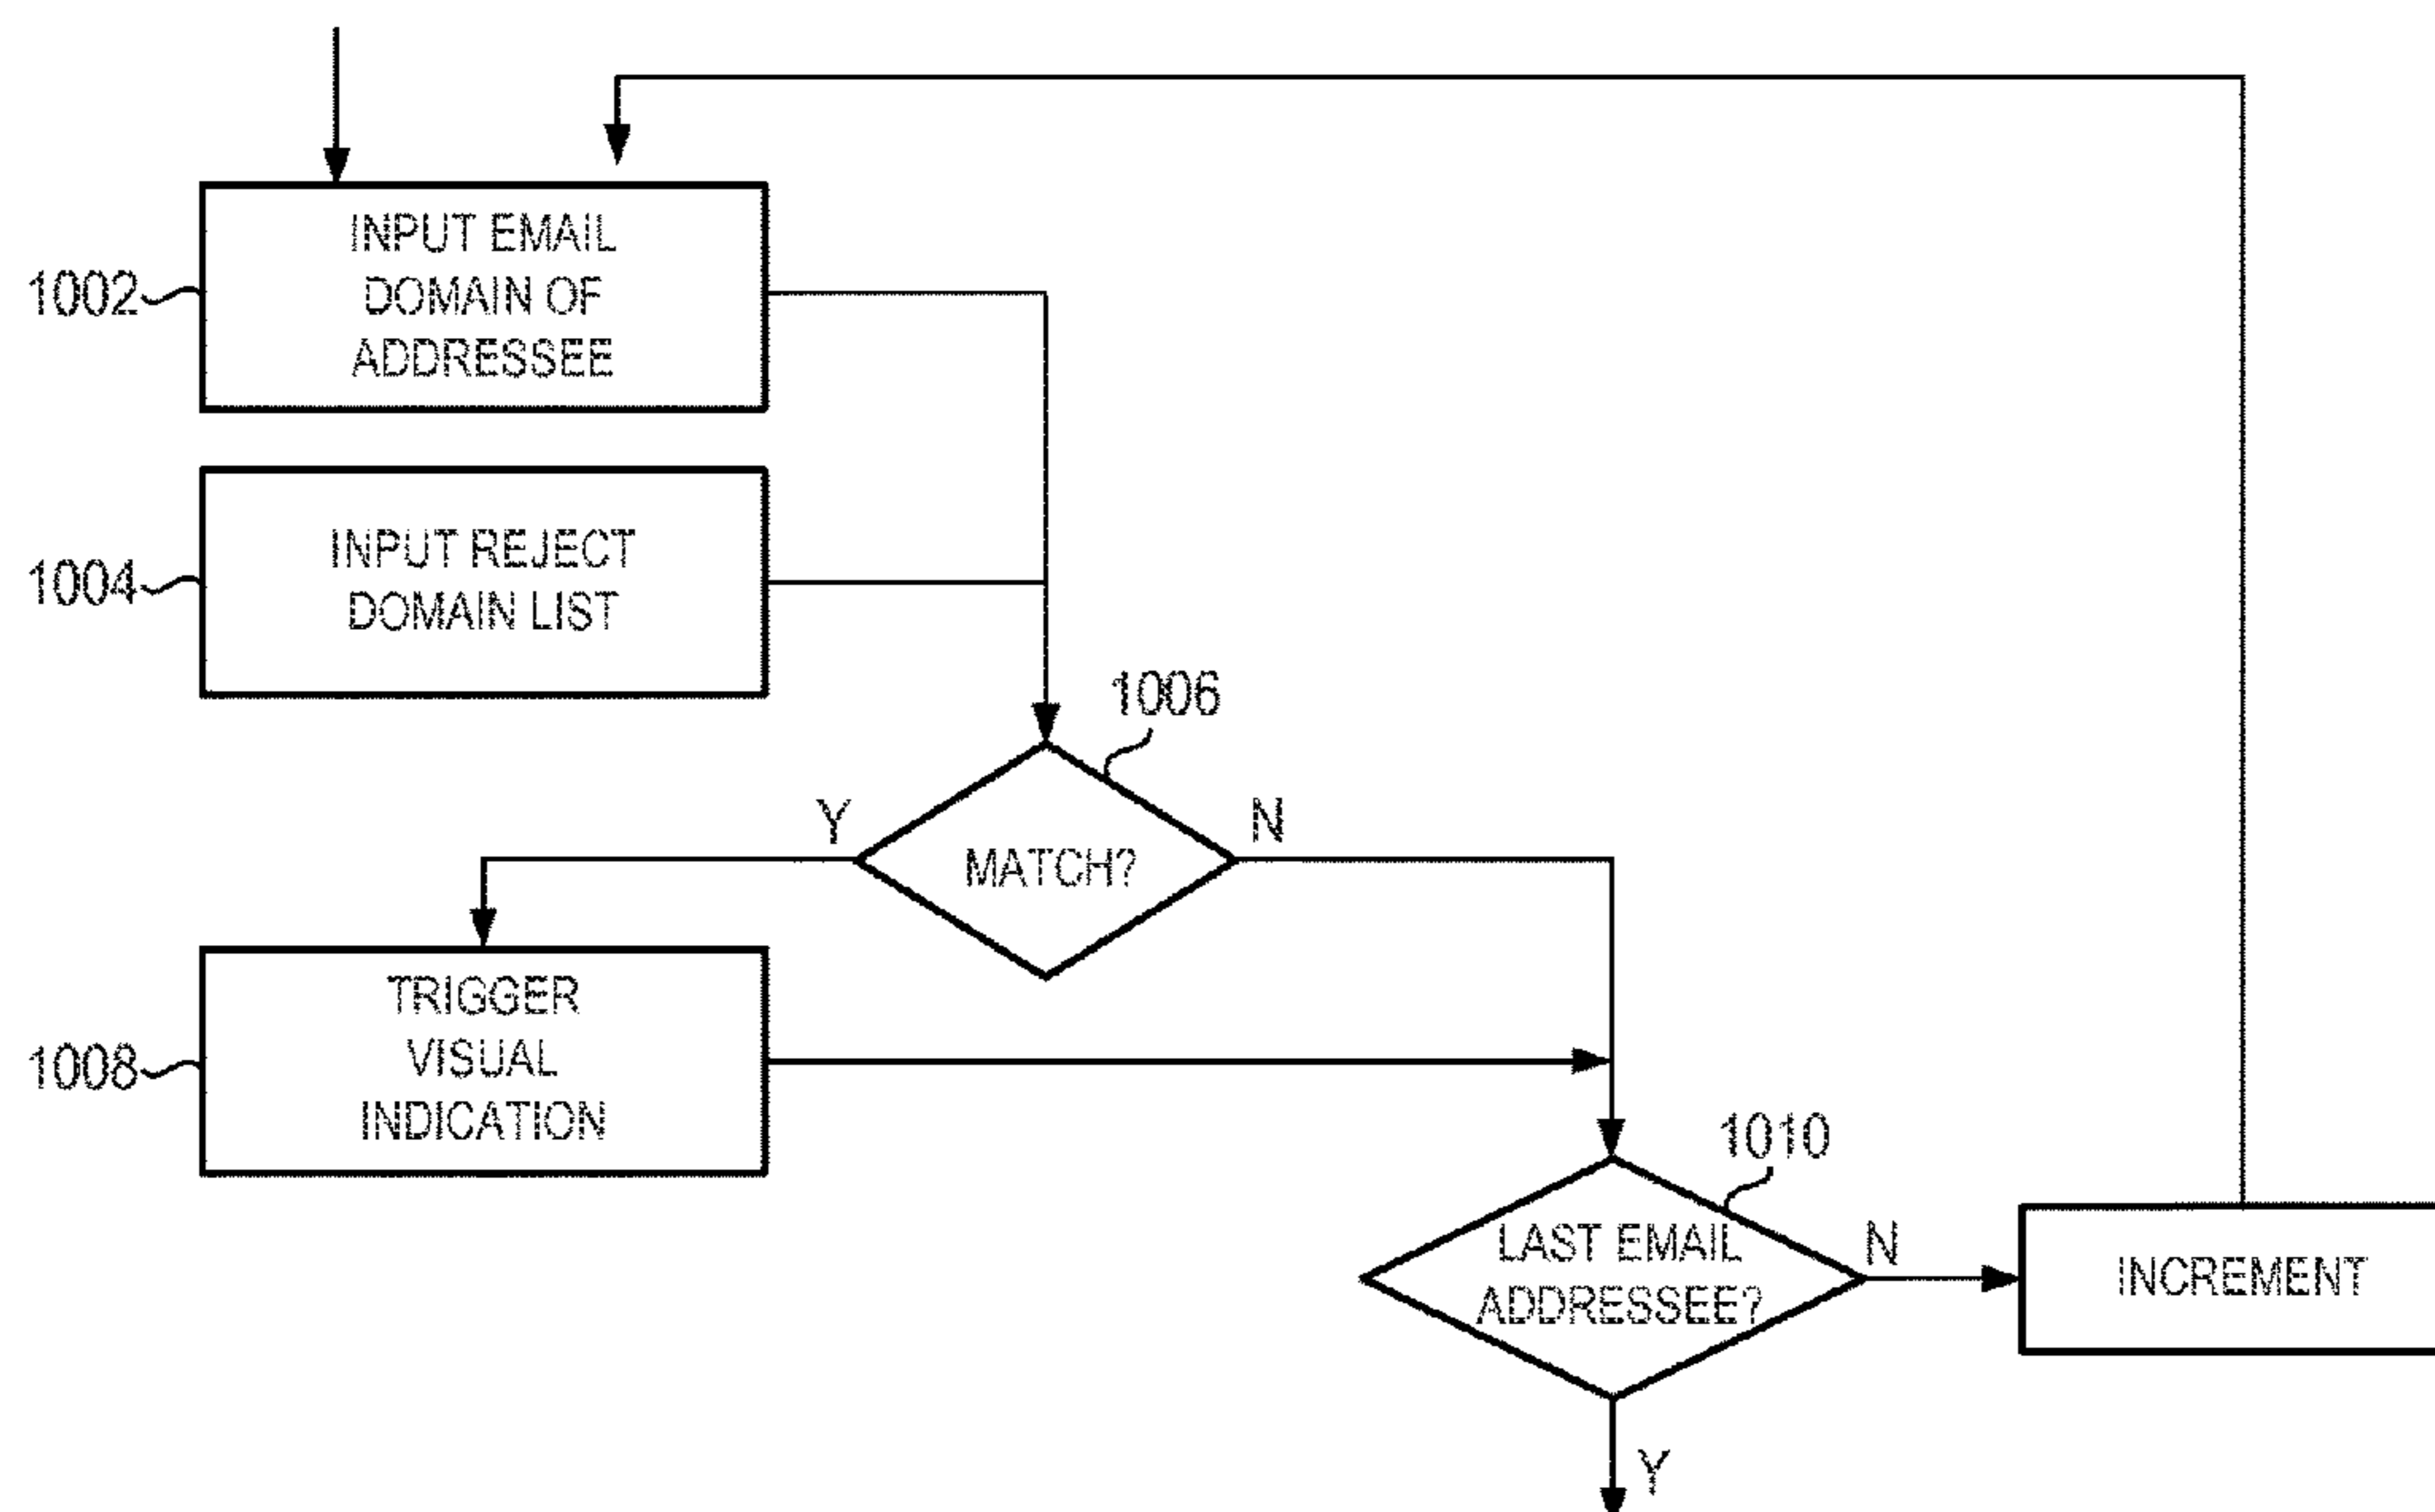 INPUT EMAIL
DOMAIN OF
ADDRESSEE
1002
INPUT REJECT
DOMAIN LIST
1004
1006
Y
N
MATCH?
TRIGGER
VISUAL
INDICATION
1008
1010
LAST EMAIL
ADDRESSEE?
N
INCREMENT
Y